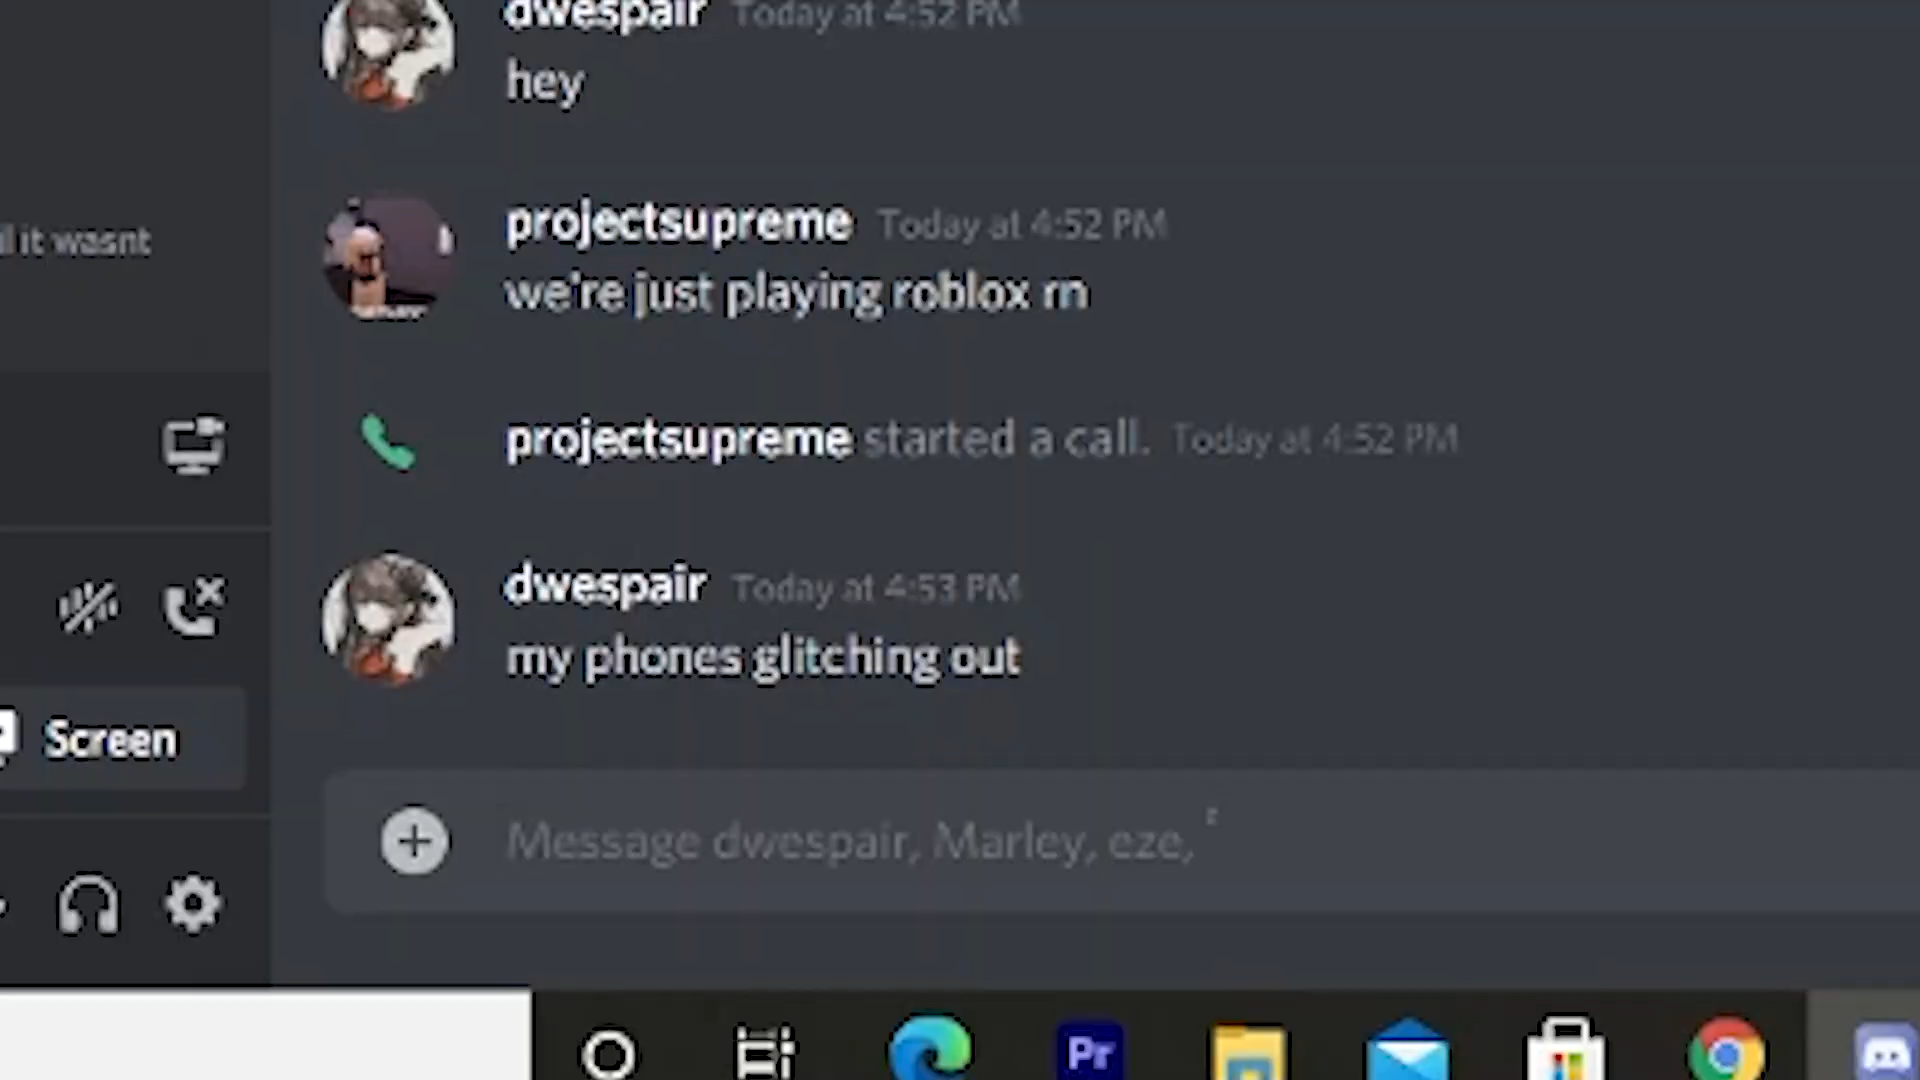 dwespair Today at 4:52 PM
hey
projectsupreme Today at 4:52 PM
we're just playing roblox rn
l it wasnt
projectsupreme started a call. Today at 4:52 PM
dwespair Today at 4:53 PM
my phones glitching out
Screen
Message dwespair, Marley, eze,
Pr